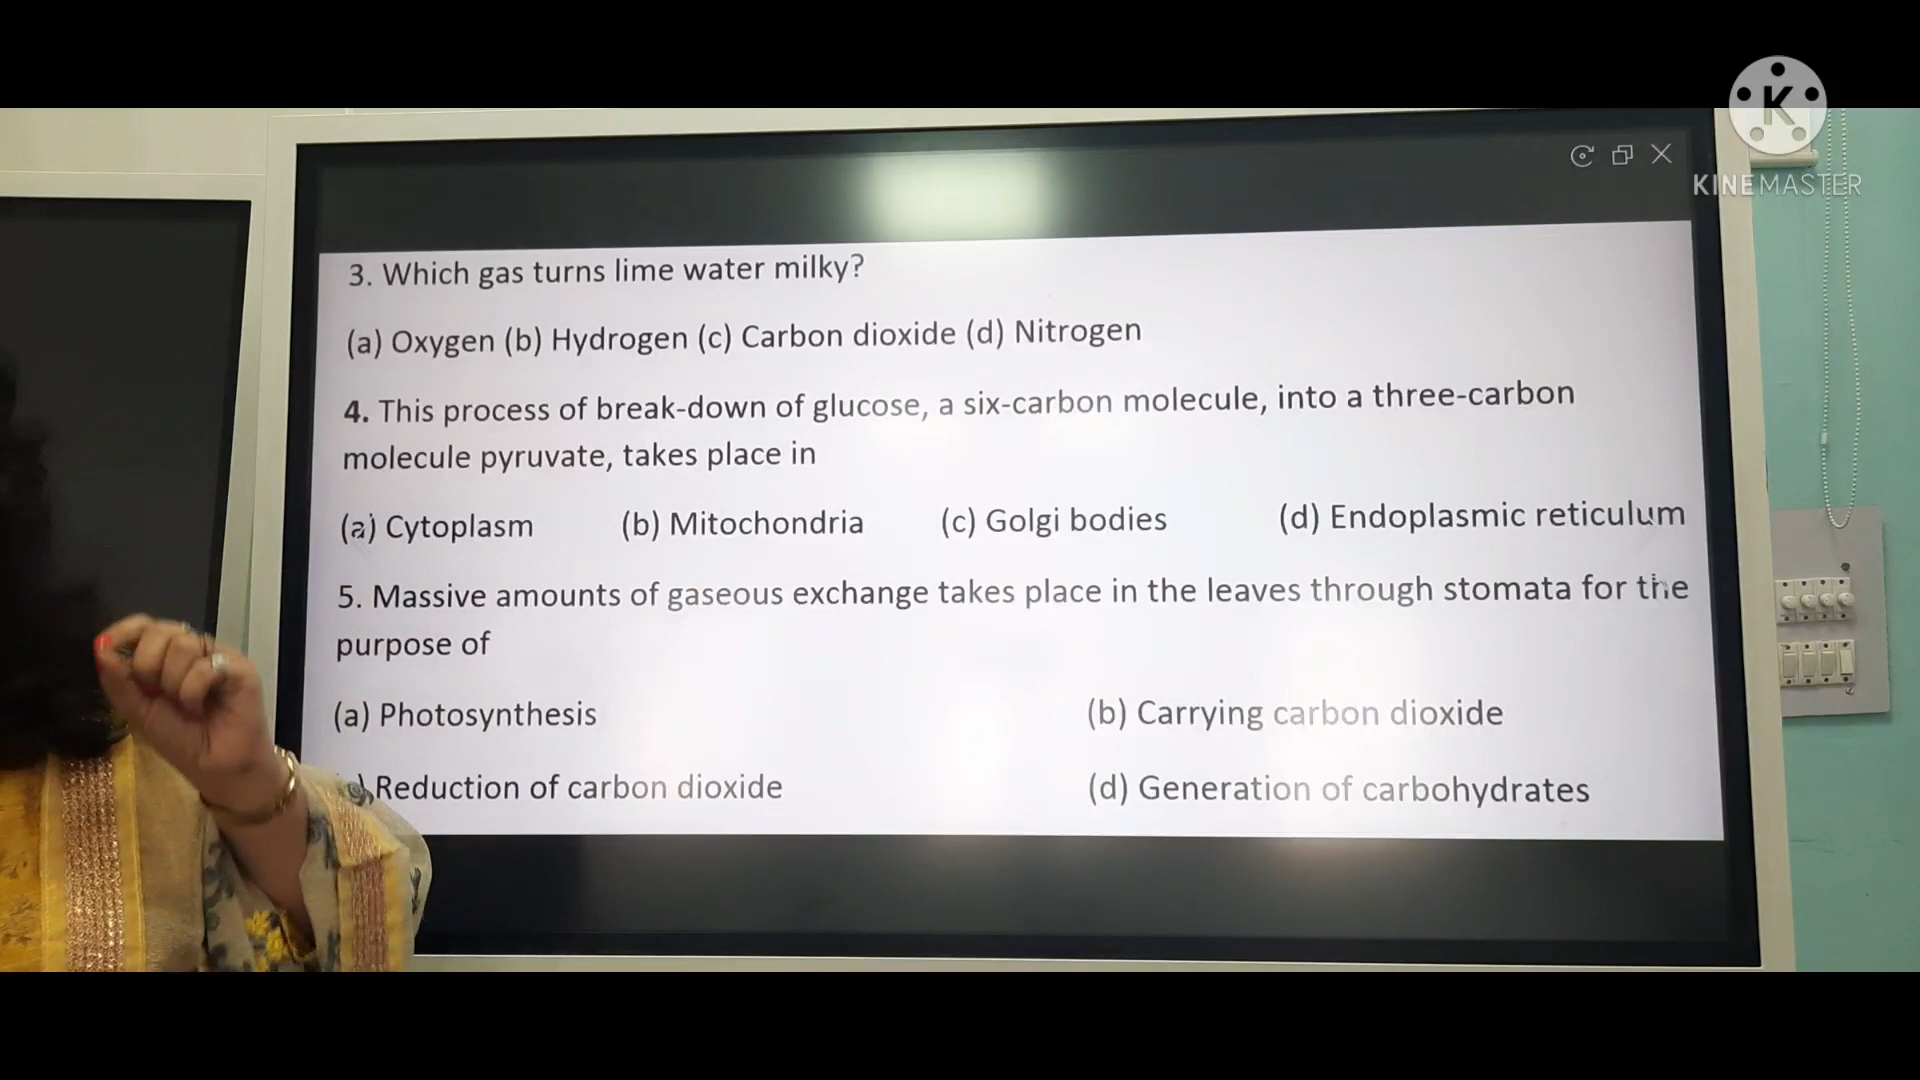 K
KINEMASTER
3. Which gas turns lime water milky?
(a) Oxygen (b) Hydrogen (c) Carbon dioxide (d) Nitrogen
4. This process of break-down of glucose, a six-carbon molecule, into a three-carbon
molecule pyruvate, takes place in
(a) Cytoplasm (b) Mitochondria (c) Golgi bodies (d) Endoplasmic reticulum
5. Massive amounts of gaseous exchange takes place in the leaves through stomata for the
purpose of
(a) Photosynthesis (b) Carrying carbon dioxide
) Reduction of carbon dioxide (d) Generation of carbohydrates